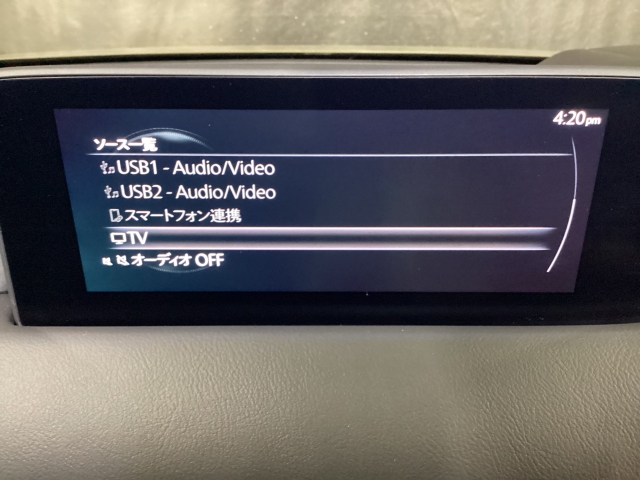 4:20pm
ソース一覧
USB1 - Audio/Video
USB2 - Audio/Video
スマートフォン連携
TV
オーディオ OFF